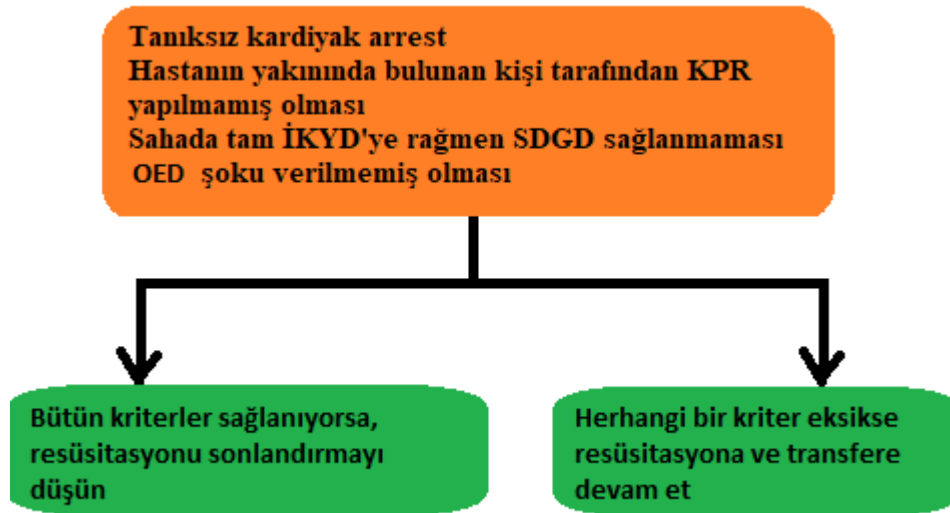 Tanıksız kardiyak arrest
Hastanın yakınında bulunan kişi tarafından KPR
yapılmamış olması
Sahada tam İKYD'ye rağmen SDGD sağlanmaması
OED şoku verilmemiş olması
Bütün kriterler sağlanıyorsa,
resüsitasyonu sonlandırmayı
düşün
Herhangi bir kriter eksikse
resüsitasyona ve transfere
devam et